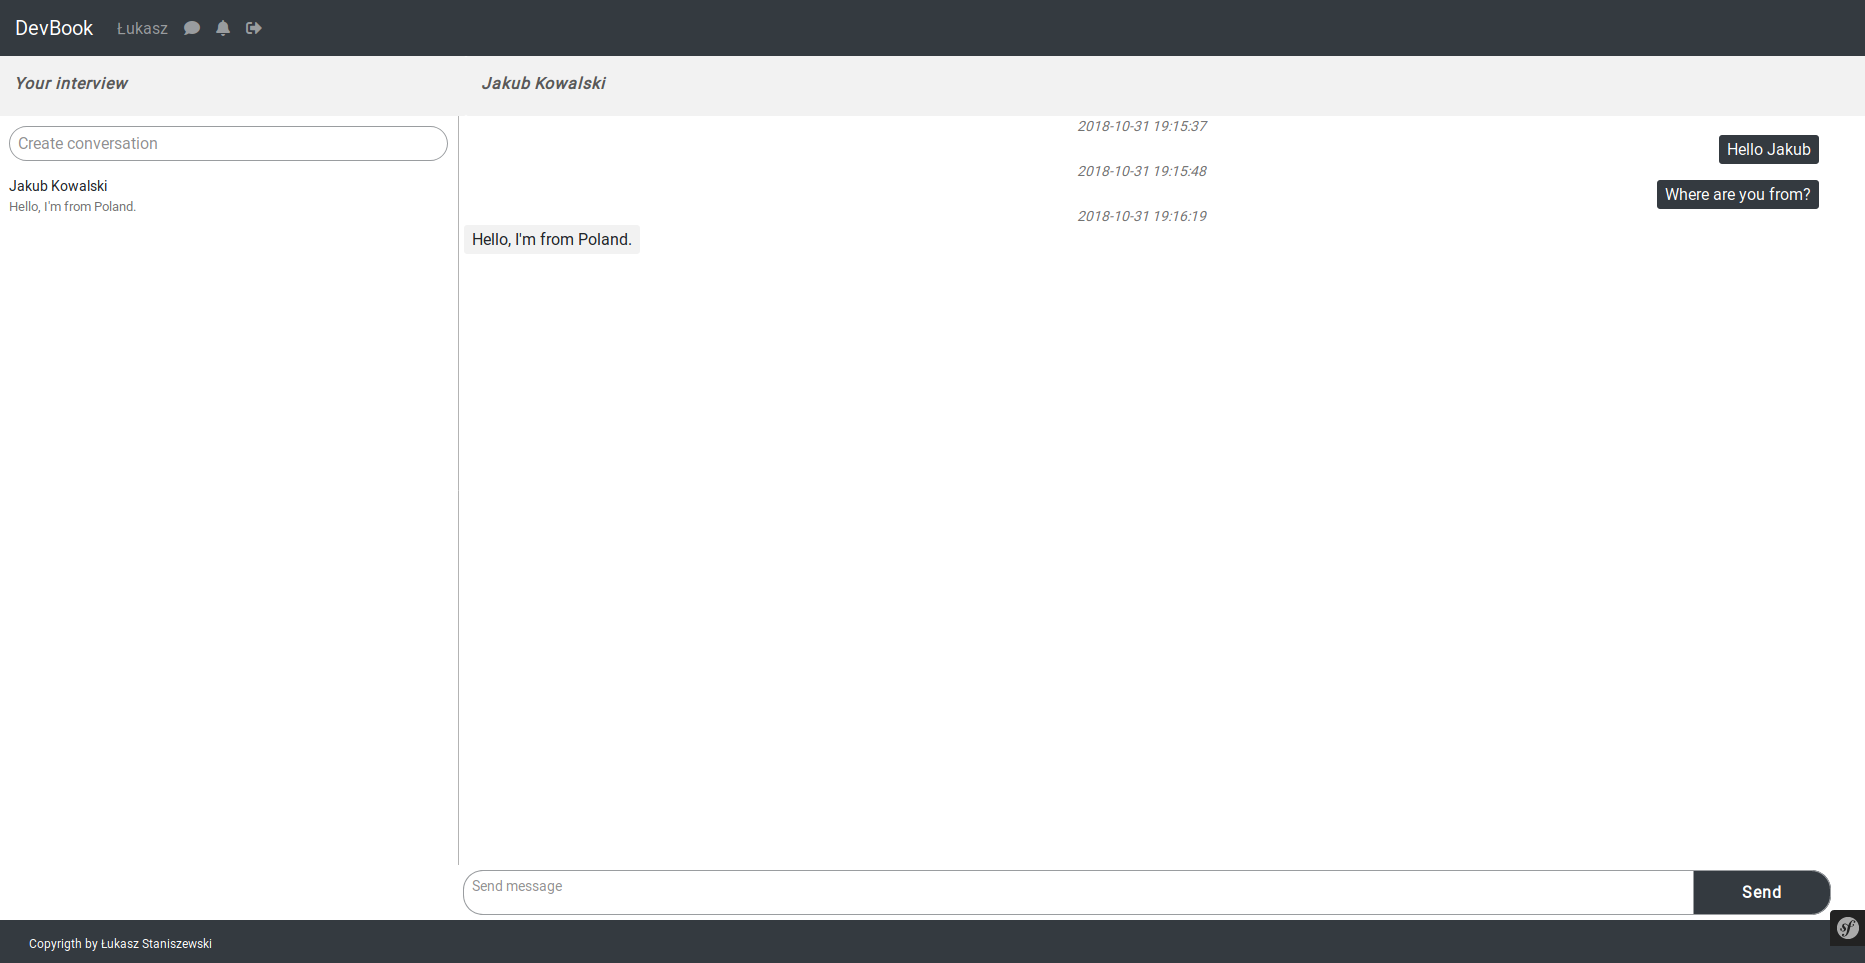 DevBook Łukasz
Your interview
Jakub Kowalski
Create conversation
Jakub Kowalski
Hello, I'm from Poland.
2018-10-31 19:15:37
Hello Jakub
2018-10-31 19:15:48
Where are you from?
2018-10-31 19:16:19
Hello, I'm from Poland.
Send message
Send
Copyrigth by Łukasz Staniszewski
sf